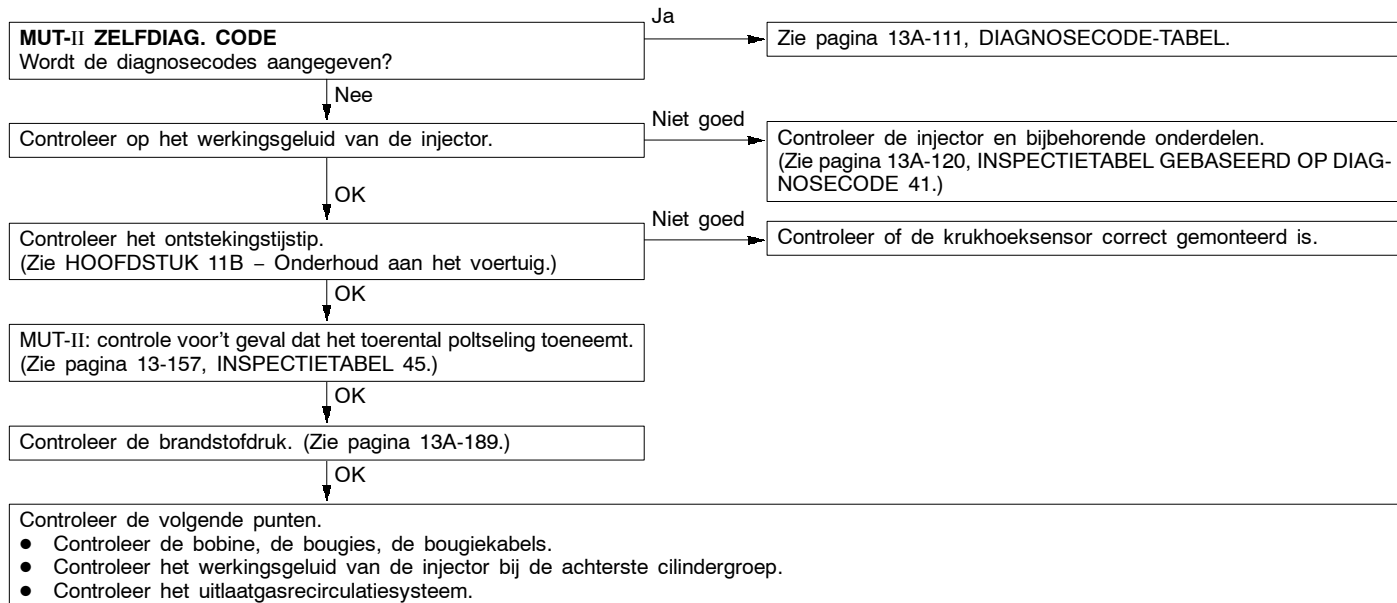 Ja
MUT-II ZELFDIAG. CODE
Wordt de diagnosecodes aangegeven?
Zie pagina 13A-111, DIAGNOSECODE-TABEL.
Nee
Niet goed
Controleer op het werkingsgeluid van de injector.
Controleer de injector en bijbehorende onderdelen.
(Zie pagina 13A-120, INSPECTIETABEL GEBASEERD OP DIAG-
NOSECODE 41.)
OK
Niet goed
Controleer het ontstekingstijstip.
(Zie HOOFDSTUK 11B – Onderhoud aan het voertuig.)
Controleer of de krukhoeksensor correct gemonteerd is.
OK
MUT-II: controle voor't geval dat het toerental poltseling toeneemt.
(Zie pagina 13-157, INSPECTIETABEL 45.)
OK
Controleer de brandstofdruk. (Zie pagina 13A-189.)
OK
Controleer de volgende punten.
● Controleer de bobine, de bougies, de bougiekabels.
● Controleer het werkingsgeluid van de injector bij de achterste cilindergroep.
● Controleer het uitlaatgasrecirculatiesysteem.